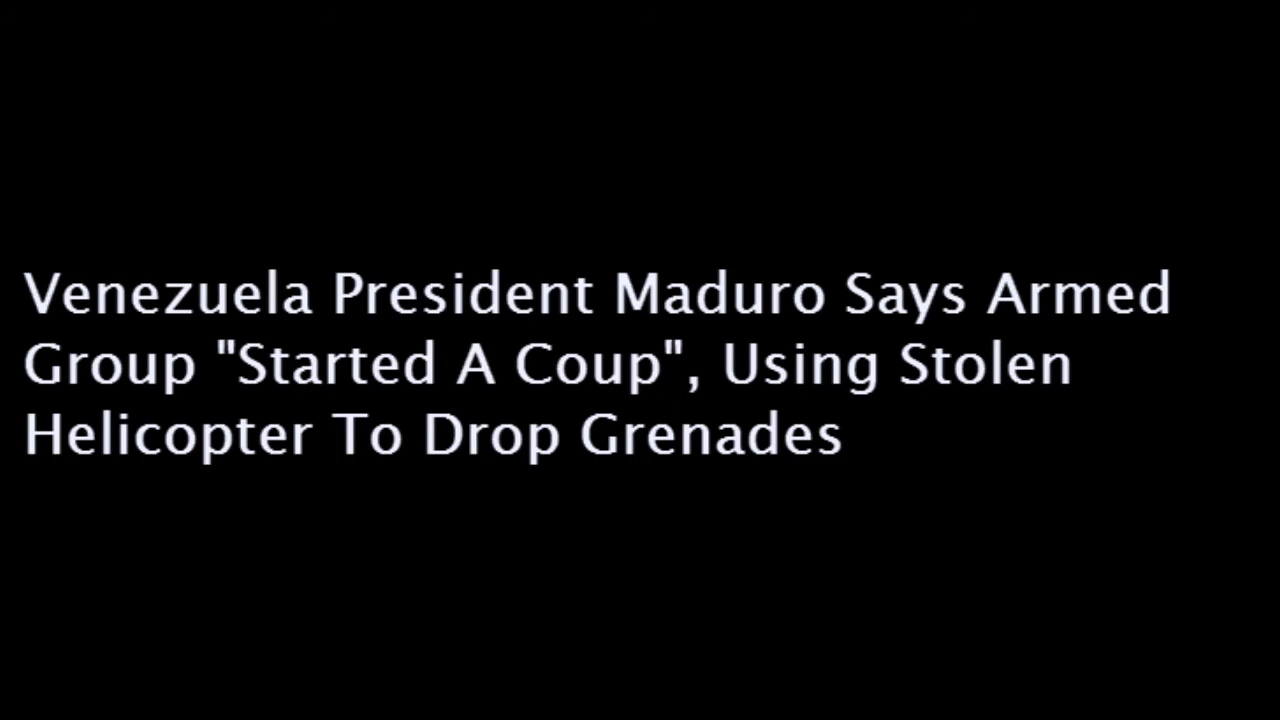 Venezuela President Maduro Says Armed
Group "Started A Coup", Using Stolen
Helicopter To Drop Grenades